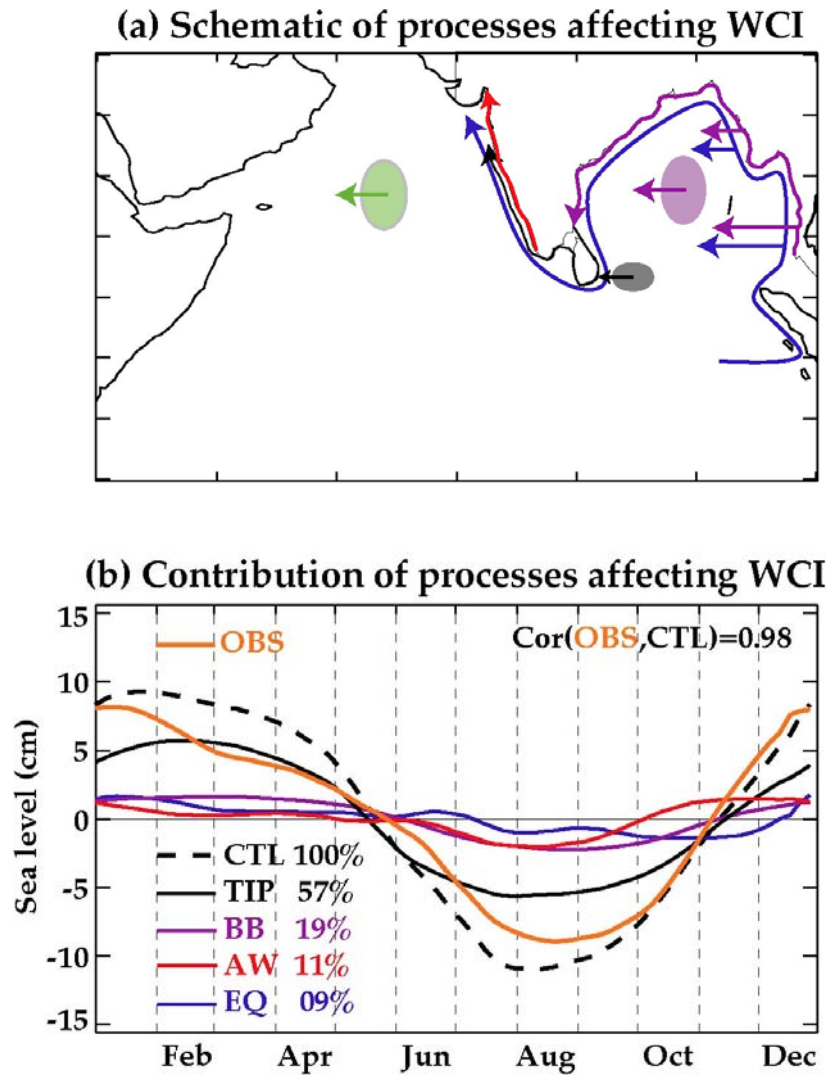 (a) Schematic of processes affecting WCI
(b) Contribution of processes affecting WCI
15
10
5
0
-5
-10
-15
Sea level (cm)
OBS
Cor(OBS,CTL)=0.98
CTL 100%
TIP 57%
BB 19%
AW 11%
EQ 09%
Feb Apr Jun Aug Oct Dec